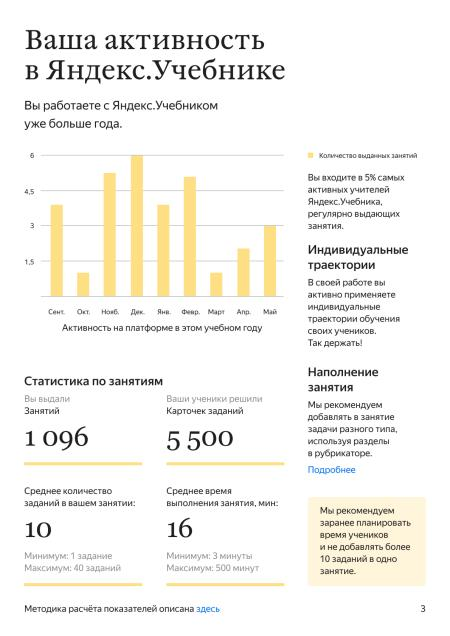 Ваша активность
в Яндекс.Учебнике
Вы работаете с Яндекс.Учебником
уже больше года.
6
4,5
3
1,5
Сент.
Окт.
Нояб.
Дек.
Янв.
Февр.
Март
Апр.
Май
Активность на платформе в этом учебном году
Количество выданных занятий
Вы входите в 5% самых
активных учителей
Яндекс.Учебника,
регулярно выдающих
занятия.
Индивидуальные
траектории
В своей работе вы
активно применяете
индивидуальные
траектории обучения
своих учеников.
Так держать!
Наполнение
занятия
Мы рекомендуем
добавлять в занятие
задачи разного типа,
используя разделы
в рубрикаторе.
Подробнее
Мы рекомендуем
заранее планировать
время учеников
и не добавлять более
10 заданий в одно
занятие.
Статистика по занятиям
Вы выдали
Занятий
1 096
Ваши ученики решили
Карточек заданий
5 500
Среднее количество
заданий в вашем занятии:
10
Минимум: 1 задание
Максимум: 40 заданий
Среднее время
выполнения занятия, мин:
16
Минимум: 3 минуты
Максимум: 500 минут
Методика расчёта показателей описана здесь
3